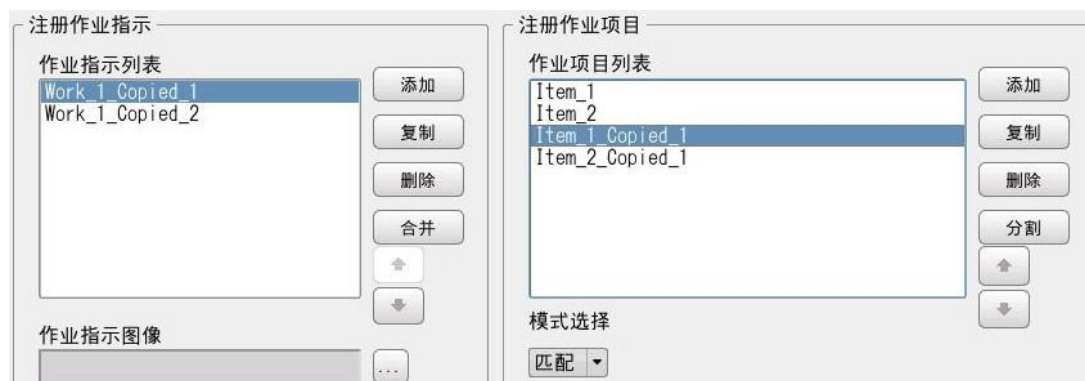 注册作业指示
作业指示列表
Work_1_Copied_1
Work_1_Copied_2
添加
复制
删除
合并
作业指示图像
...
注册作业项目
作业项目列表
Item_1
Item_2
Item_1_Copied_1
Item_2_Copied_1
添加
复制
删除
分割
模式选择
匹配